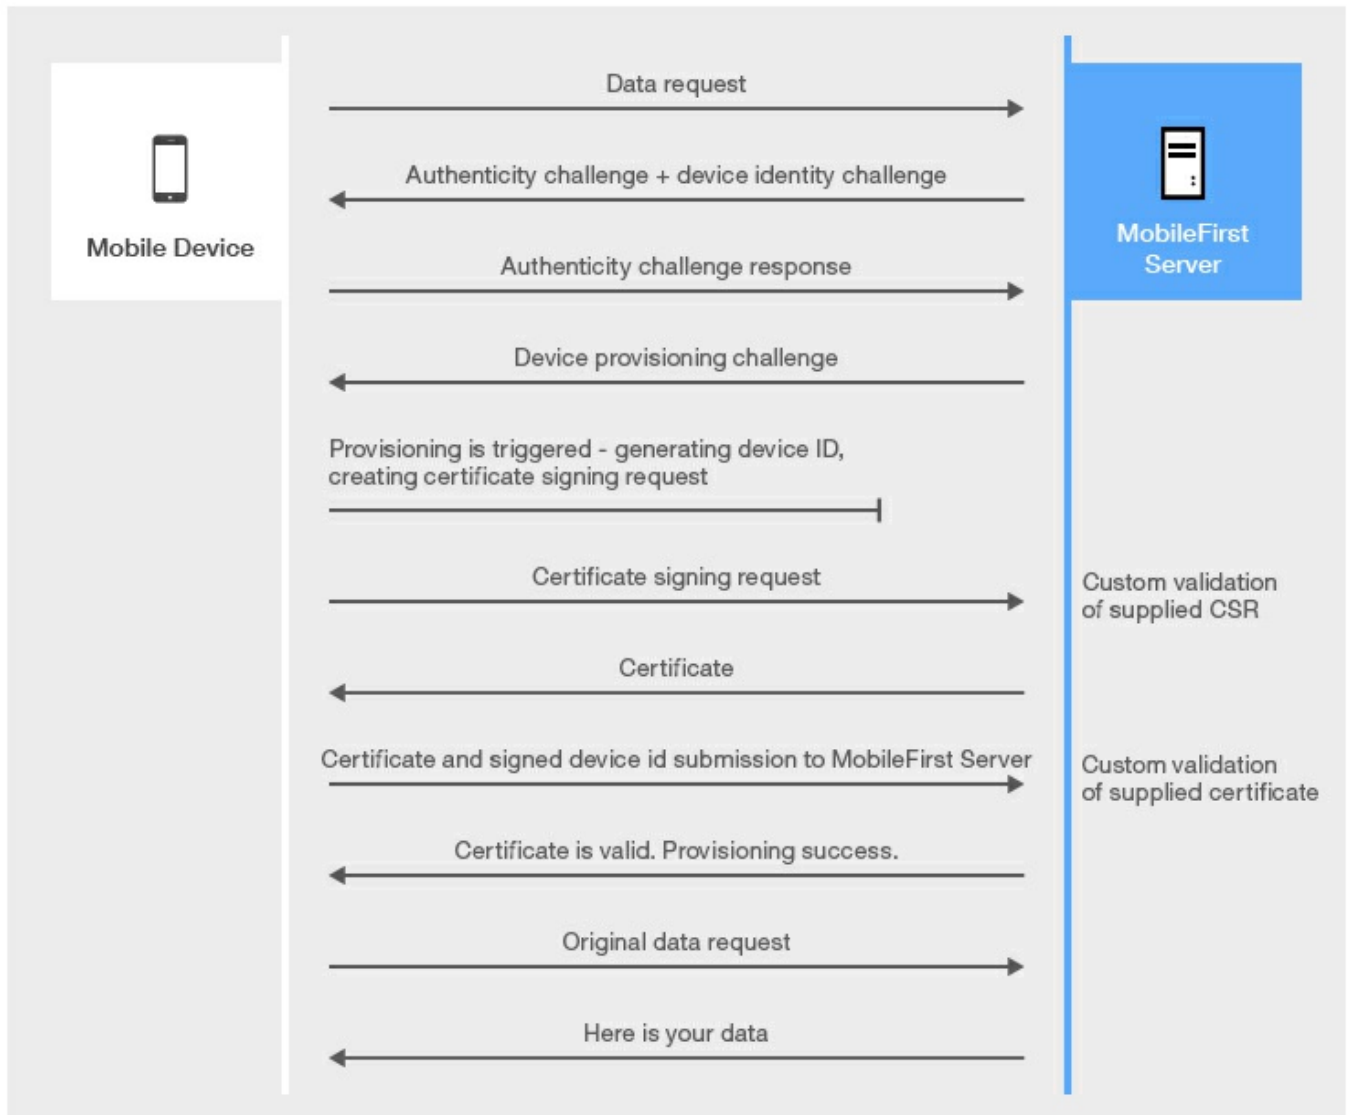 Data request
Authenticity challenge + device identity challenge
Mobile Device
MobileFirst
Server
Authenticity challenge response
Device provisioning challenge
Provisioning is triggered - generating device ID,
creating certificate signing request
Certificate signing request
Custom validation
of supplied CSR
Certificate
Certificate and signed device id submission to MobileFirst Server
Custom validation
of supplied certificate
Certificate is valid. Provisioning success.
Original data request
Here is your data